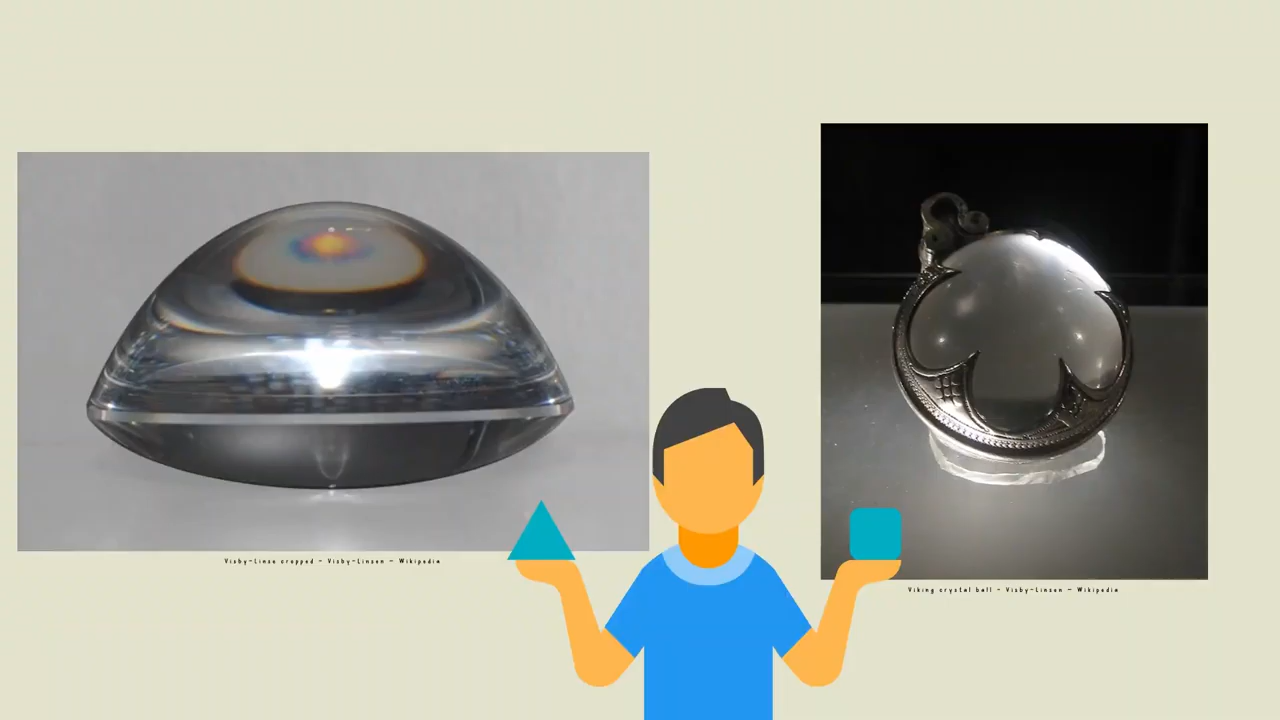 Visby-Linse cropped - Visby-Linsen – Wikipedia
Viking crystal ball - Visby-Linsen – Wikipedia